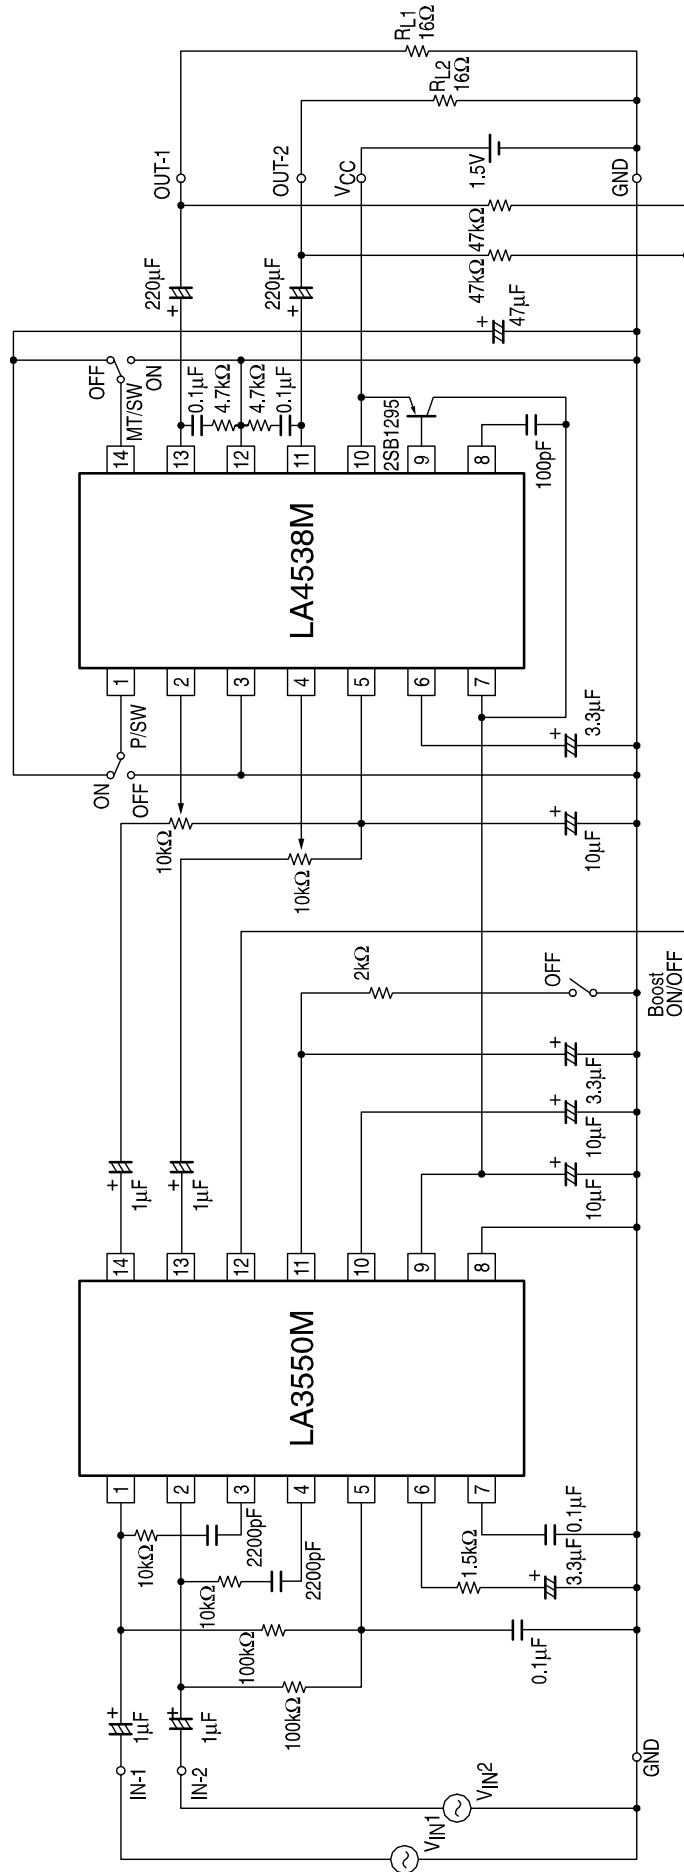 RL1
16Ω
RL2
16Ω
OUT-1
OUT-2
VCC
1.5V
GND
220µF
+
220µF
+
47kΩ
47kΩ
+
47µF
OFF
MT/SW
ON
0.1µF
4.7kΩ
4.7kΩ
0.1µF
2SB1295
100pF
14
13
12
11
10
9
8
LA4538M
1
2
3
4
5
6
7
P/SW
ON
OFF
+
3.3µF
10kΩ
10kΩ
+
10µF
2kΩ
OFF
Boost
ON/OFF
+
3.3µF
+
10µF
+
10µF
+
1µF
+
1µF
14
13
12
11
10
9
8
LA3550M
1
2
3
4
5
6
7
10kΩ
2200pF
10kΩ
2200pF
1.5kΩ
0.1µF
+
3.3µF
100kΩ
100kΩ
0.1µF
+
1µF
+
1µF
IN-1
IN-2
GND
VIN1
VIN2